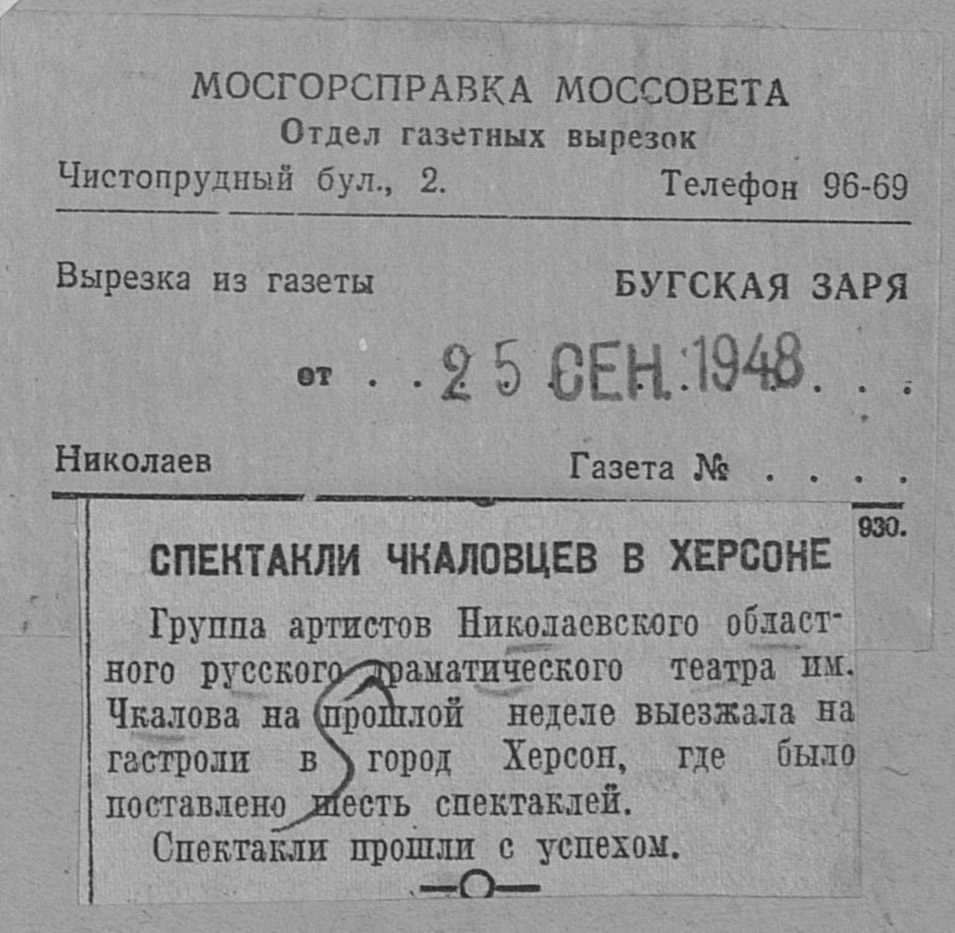 МОСГОРСПРАВКА МОССОВЕТА
Отдел газетных вырезок
Чистопрудный бул., 2. Телефон 96-69
Вырезка из газеты БУГСКАЯ ЗАРЯ
от . . 25 СЕН. 1948 . . .
Николаев Газета № . . . .
930.
СПЕКТАКЛИ ЧКАЛОВЦЕВ В ХЕРСОНЕ
Группа артистов Николаевского област-
ного русского драматического театра им.
Чкалова на прошлой неделе выезжала на
гастроли в город Херсон, где было
поставлено шесть спектаклей.
Спектакли прошли с успехом.